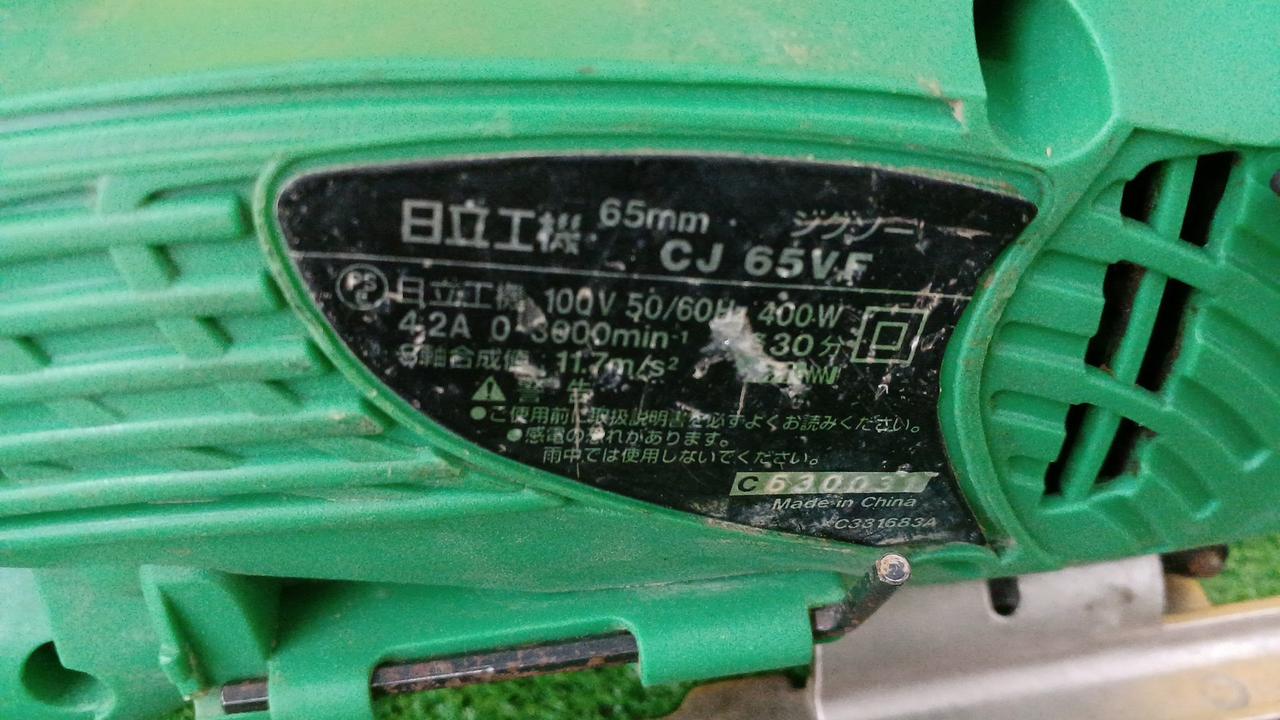 日立工機 65mm ジグソー
CJ 65VF
PS E 日立工機 100V 50/60H 400W
4.2A 0-3000min⁻¹ 30分
3軸合成値 11.7m/s²
警告
●ご使用前に取扱説明書を必ずよくお読みください。
●感電の恐れがあります。
雨中では使用しないでください。
C630031
Made in China
C331683A